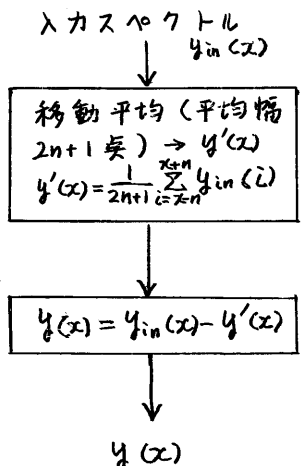 入力スペクトル
yin(x)
移動平均（平均幅
2n+1点）→ y'(x)
y'(x) = 1/(2n+1) Σ_{i=x-n}^{x+n} yin(i)
y(x) = yin(x) - y'(x)
y(x)